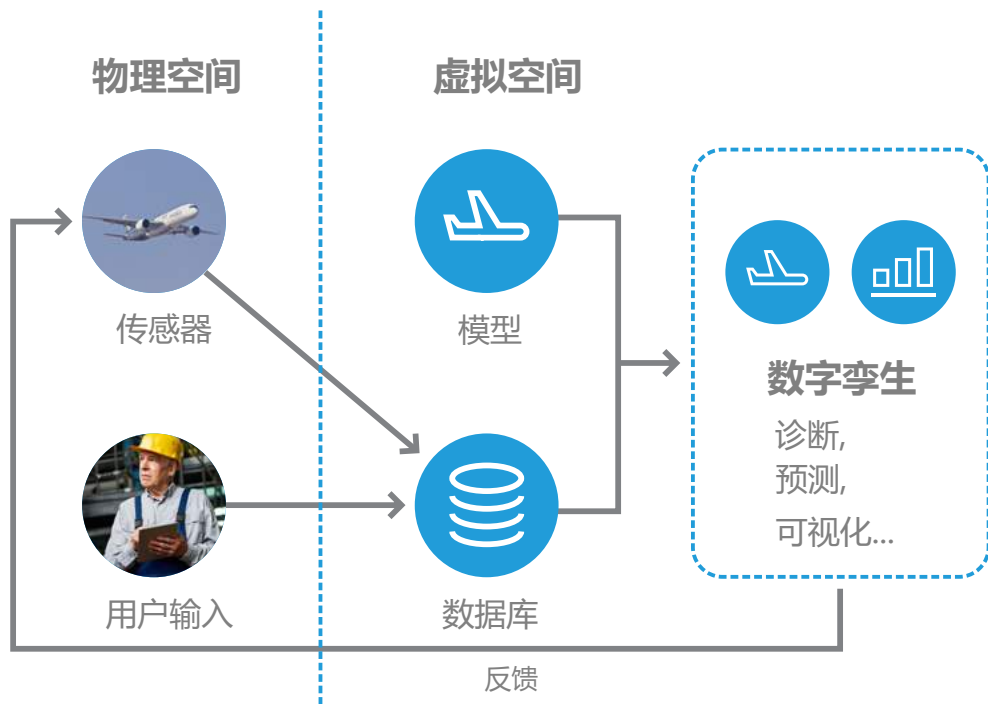 物理空间
虚拟空间
传感器
模型
数字孪生
诊断,
预测,
可视化...
用户输入
数据库
反馈